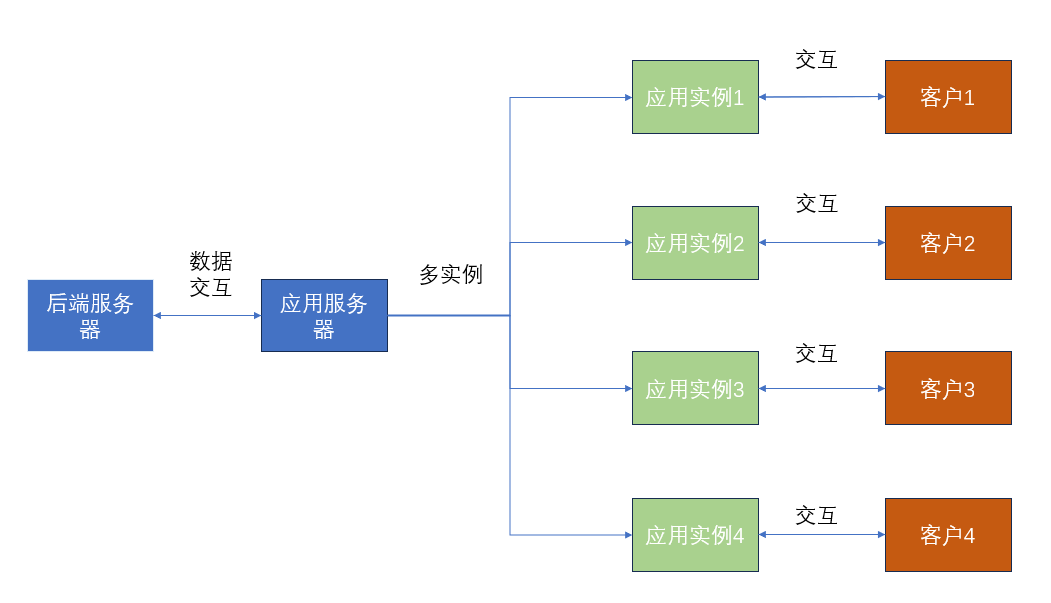 交互
应用实例1
客户1
交互
应用实例2
客户2
数据
交互
多实例
后端服务
器
应用服务
器
交互
应用实例3
客户3
交互
应用实例4
客户4